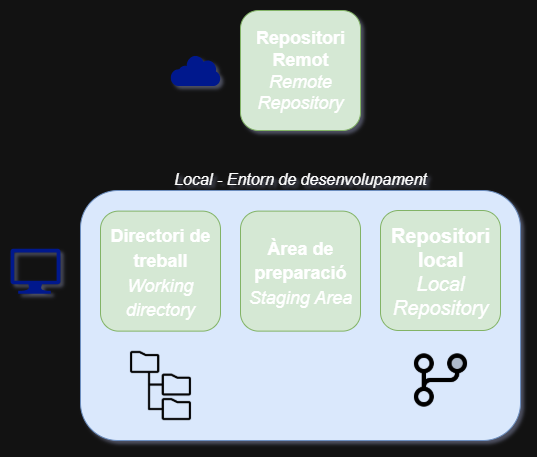 Repositori
Remot
Remote
Repository
Local - Entorn de desenvolupament
Directori de
treball
Working
directory
Àrea de
preparació
Staging Area
Repositori
local
Local
Repository